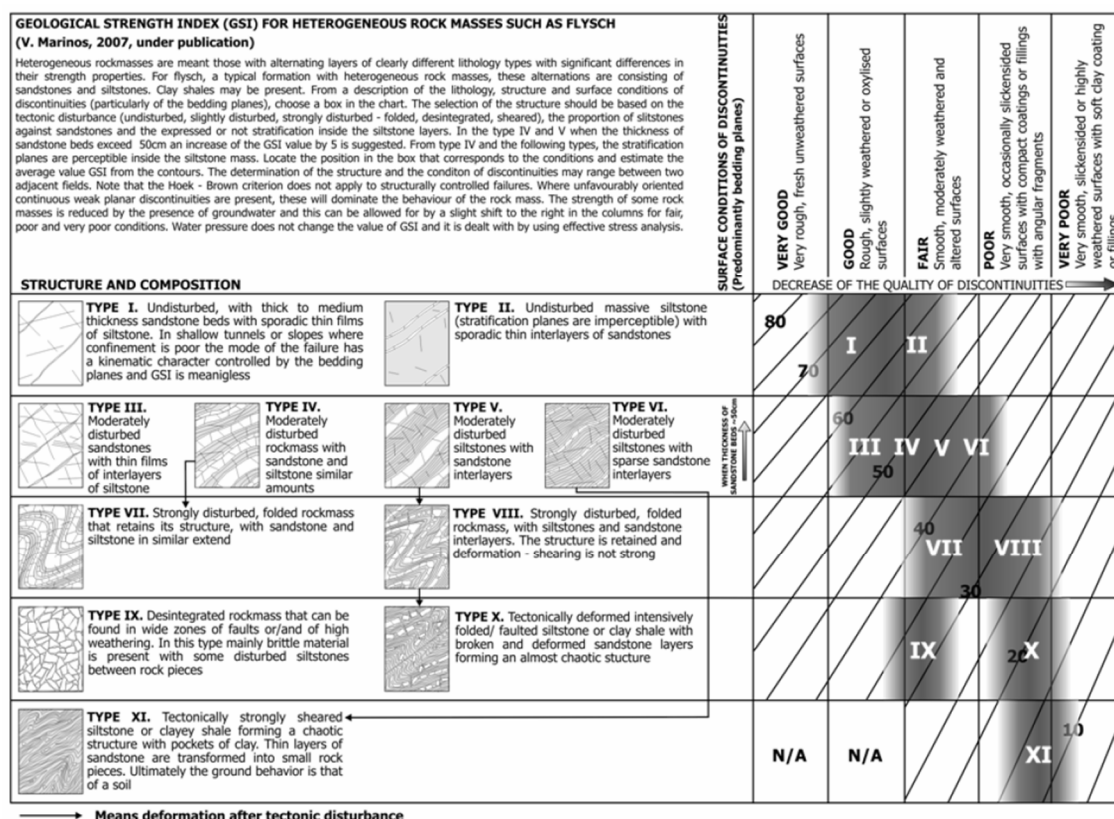 GEOLOGICAL STRENGTH INDEX (GSI) FOR HETEROGENEOUS ROCK MASSES SUCH AS FLYSCH
(V. Marinos, 2007, under publication)
Heterogeneous rockmasses are meant those with alternating layers of clearly different lithology types with significant differences in
their strength properties. For flysch, a typical formation with heterogeneous rock masses, these alternations are consisting of
sandstones and siltstones. Clay shales may be present. From a description of the lithology, structure and surface conditions of
discontinuities (particularly of the bedding planes), choose a box in the chart. The selection of the structure should be based on the
tectonic disturbance (undisturbed, slightly disturbed, strongly disturbed - folded, desintegrated, sheared), the proportion of slitstones
against sandstones and the expressed or not stratification inside the siltstone layers. In the type IV and V when the thickness of
sandstone beds exceed 50cm an increase of the GSI value by 5 is suggested. From type IV and the following types, the stratification
planes are perceptible inside the siltstone mass. Locate the position in the box that corresponds to the conditions and estimate the
average value GSI from the contours. The determination of the structure and the conditon of discontinuities may range between two
adjacent fields. Note that the Hoek - Brown criterion does not apply to structurally controlled failures. Where unfavourably oriented
continuous weak planar discontinuities are present, these will dominate the behaviour of the rock mass. The strength of some rock
masses is reduced by the presence of groundwater and this can be allowed for by a slight shift to the right in the columns for fair,
poor and very poor conditions. Water pressure does not change the value of GSI and it is dealt with by using effective stress analysis.
STRUCTURE AND COMPOSITION
SURFACE CONDITIONS OF DISCONTINUITIES
(Predominantly bedding planes)
VERY GOOD
Very rough, fresh unweathered surfaces
GOOD
Rough, slightly weathered or oxylised
surfaces
FAIR
Smooth, moderately weathered and
altered surfaces
POOR
Very smooth, occasionally slickensided
surfaces with compact coatings or fillings
with angular fragments
VERY POOR
Very smooth, slickensided or highly
weathered surfaces with soft clay coating
or fillings
DECREASE OF THE QUALITY OF DISCONTINUITIES
TYPE I. Undisturbed, with thick to medium
thickness sandstone beds with sporadic thin films
of siltstone. In shallow tunnels or slopes where
confinement is poor the mode of the failure has
a kinematic character controlled by the bedding
planes and GSI is meanigless
TYPE II. Undisturbed massive siltstone
(stratification planes are imperceptible) with
sporadic thin interlayers of sandstones
80
70
I
II
TYPE III.
Moderately
disturbed
sandstones
with thin films
of interlayers
of siltstone
TYPE IV.
Moderately
disturbed
rockmass with
sandstone and
siltstone similar
amounts
TYPE V.
Moderately
disturbed
siltstones with
sandstone
interlayers
TYPE VI.
Moderately
disturbed
siltstones with
sparse sandstone
interlayers
WHEN THICKNESS OF
SANDSTONE BEDS ~50cm
60
III
IV
V
VI
50
TYPE VII. Strongly disturbed, folded rockmass
that retains its structure, with sandstone and
siltstone in similar extend
TYPE VIII. Strongly disturbed, folded
rockmass, with siltstones and sandstone
interlayers. The structure is retained and
deformation - shearing is not strong
40
VII
VIII
30
TYPE IX. Desintegrated rockmass that can be
found in wide zones of faults or/and of high
weathering. In this type mainly brittle material
is present with some disturbed siltstones
between rock pieces
TYPE X. Tectonically deformed intensively
folded/ faulted siltstone or clay shale with
broken and deformed sandstone layers
forming an almost chaotic stucture
IX
20
X
TYPE XI. Tectonically strongly sheared
siltstone or clayey shale forming a chaotic
structure with pockets of clay. Thin layers of
sandstone are transformed into small rock
pieces. Ultimately the ground behavior is that
of a soil
N/A
N/A
10
XI
Means deformation after tectonic disturbance